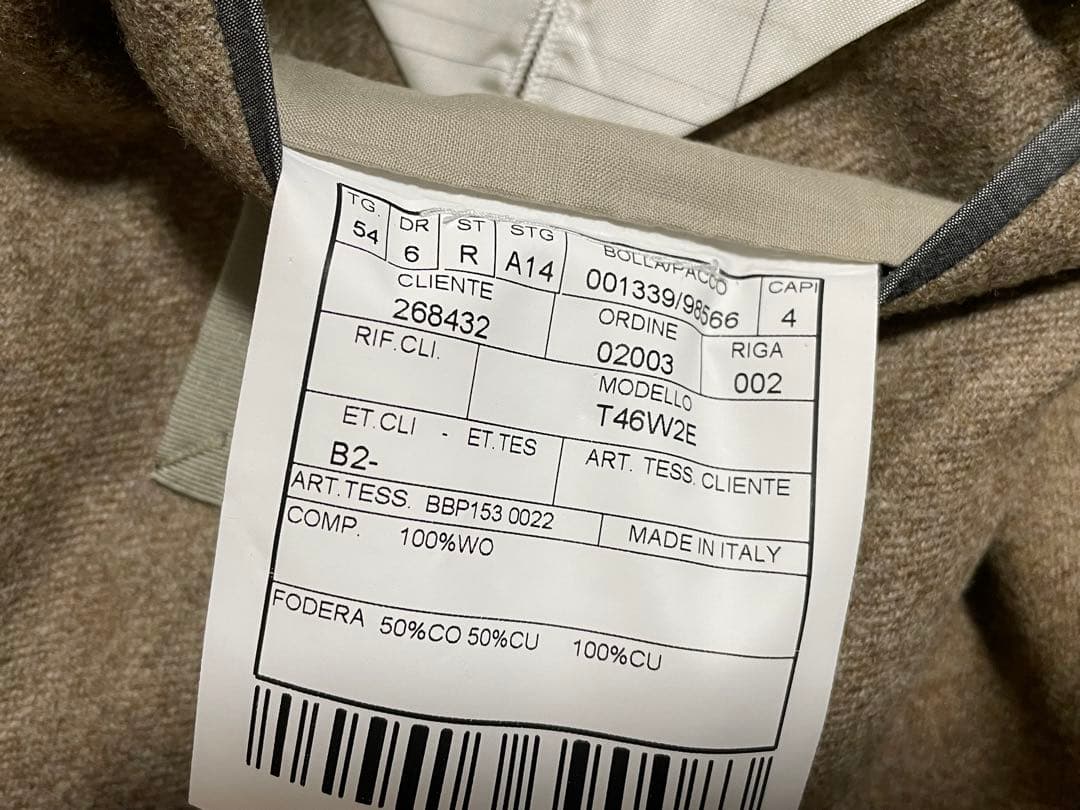 TG. DR ST STG BOLLA/PACCO CAPI
54 6 R A14 001339/98566 4
CLIENTE ORDINE RIGA
268432 02003 002
RIF.CLI. MODELLO
T46W2E
ET.CLI - ET.TES ART. TESS. CLIENTE
B2-
ART.TESS. BBP153 0022 MADE IN ITALY
COMP. 100%WO
FODERA 50%CO 50%CU 100%CU